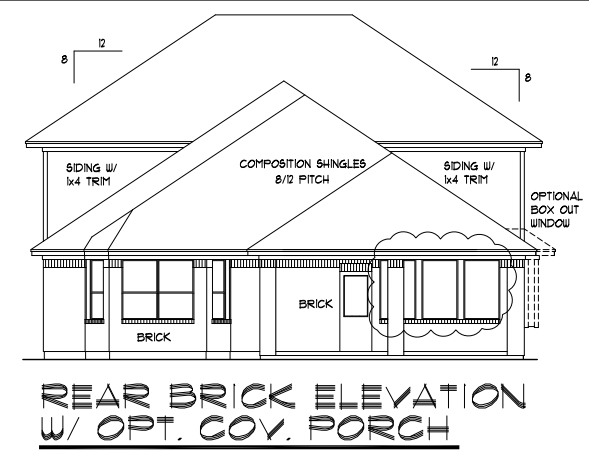 12
8
12
8
SIDING W/
1x4 TRIM
COMPOSITION SHINGLES
8/12 PITCH
SIDING W/
1x4 TRIM
OPTIONAL
BOX OUT
WINDOW
BRICK
BRICK
REAR BRICK ELEVATION
W/ OPT. COV. PORCH